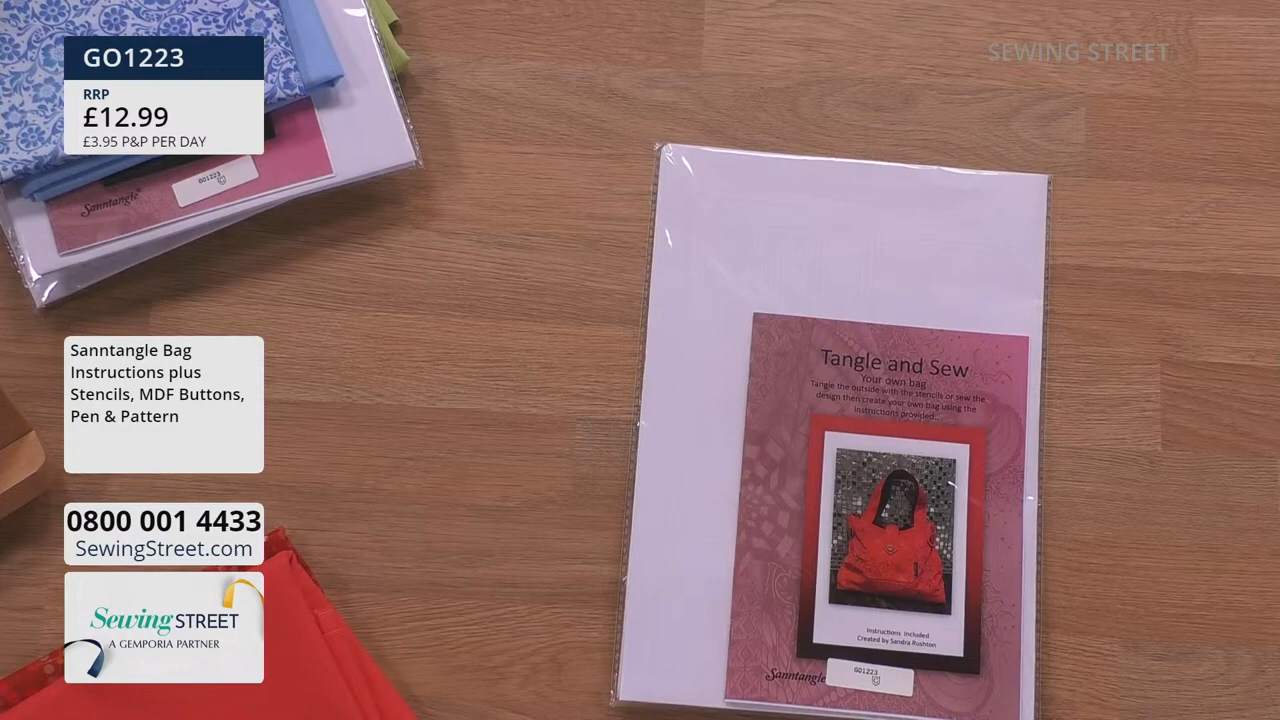 GO1223
RRP
£12.99
£3.95 P&P PER DAY
SEWING STREET
GO1223
Sanntangle
Sanntangle Bag
Instructions plus
Stencils, MDF Buttons,
Pen & Pattern
Tangle and Sew
Your own bag
Tangle the outside with the stencils or sew the
design then create your own bag using the
instructions provided...
Instructions Included
Created by Sandra Rushton
Sanntangle
GO1223
0800 001 4433
SewingStreet.com
Sewing STREET
A GEMPORIA PARTNER